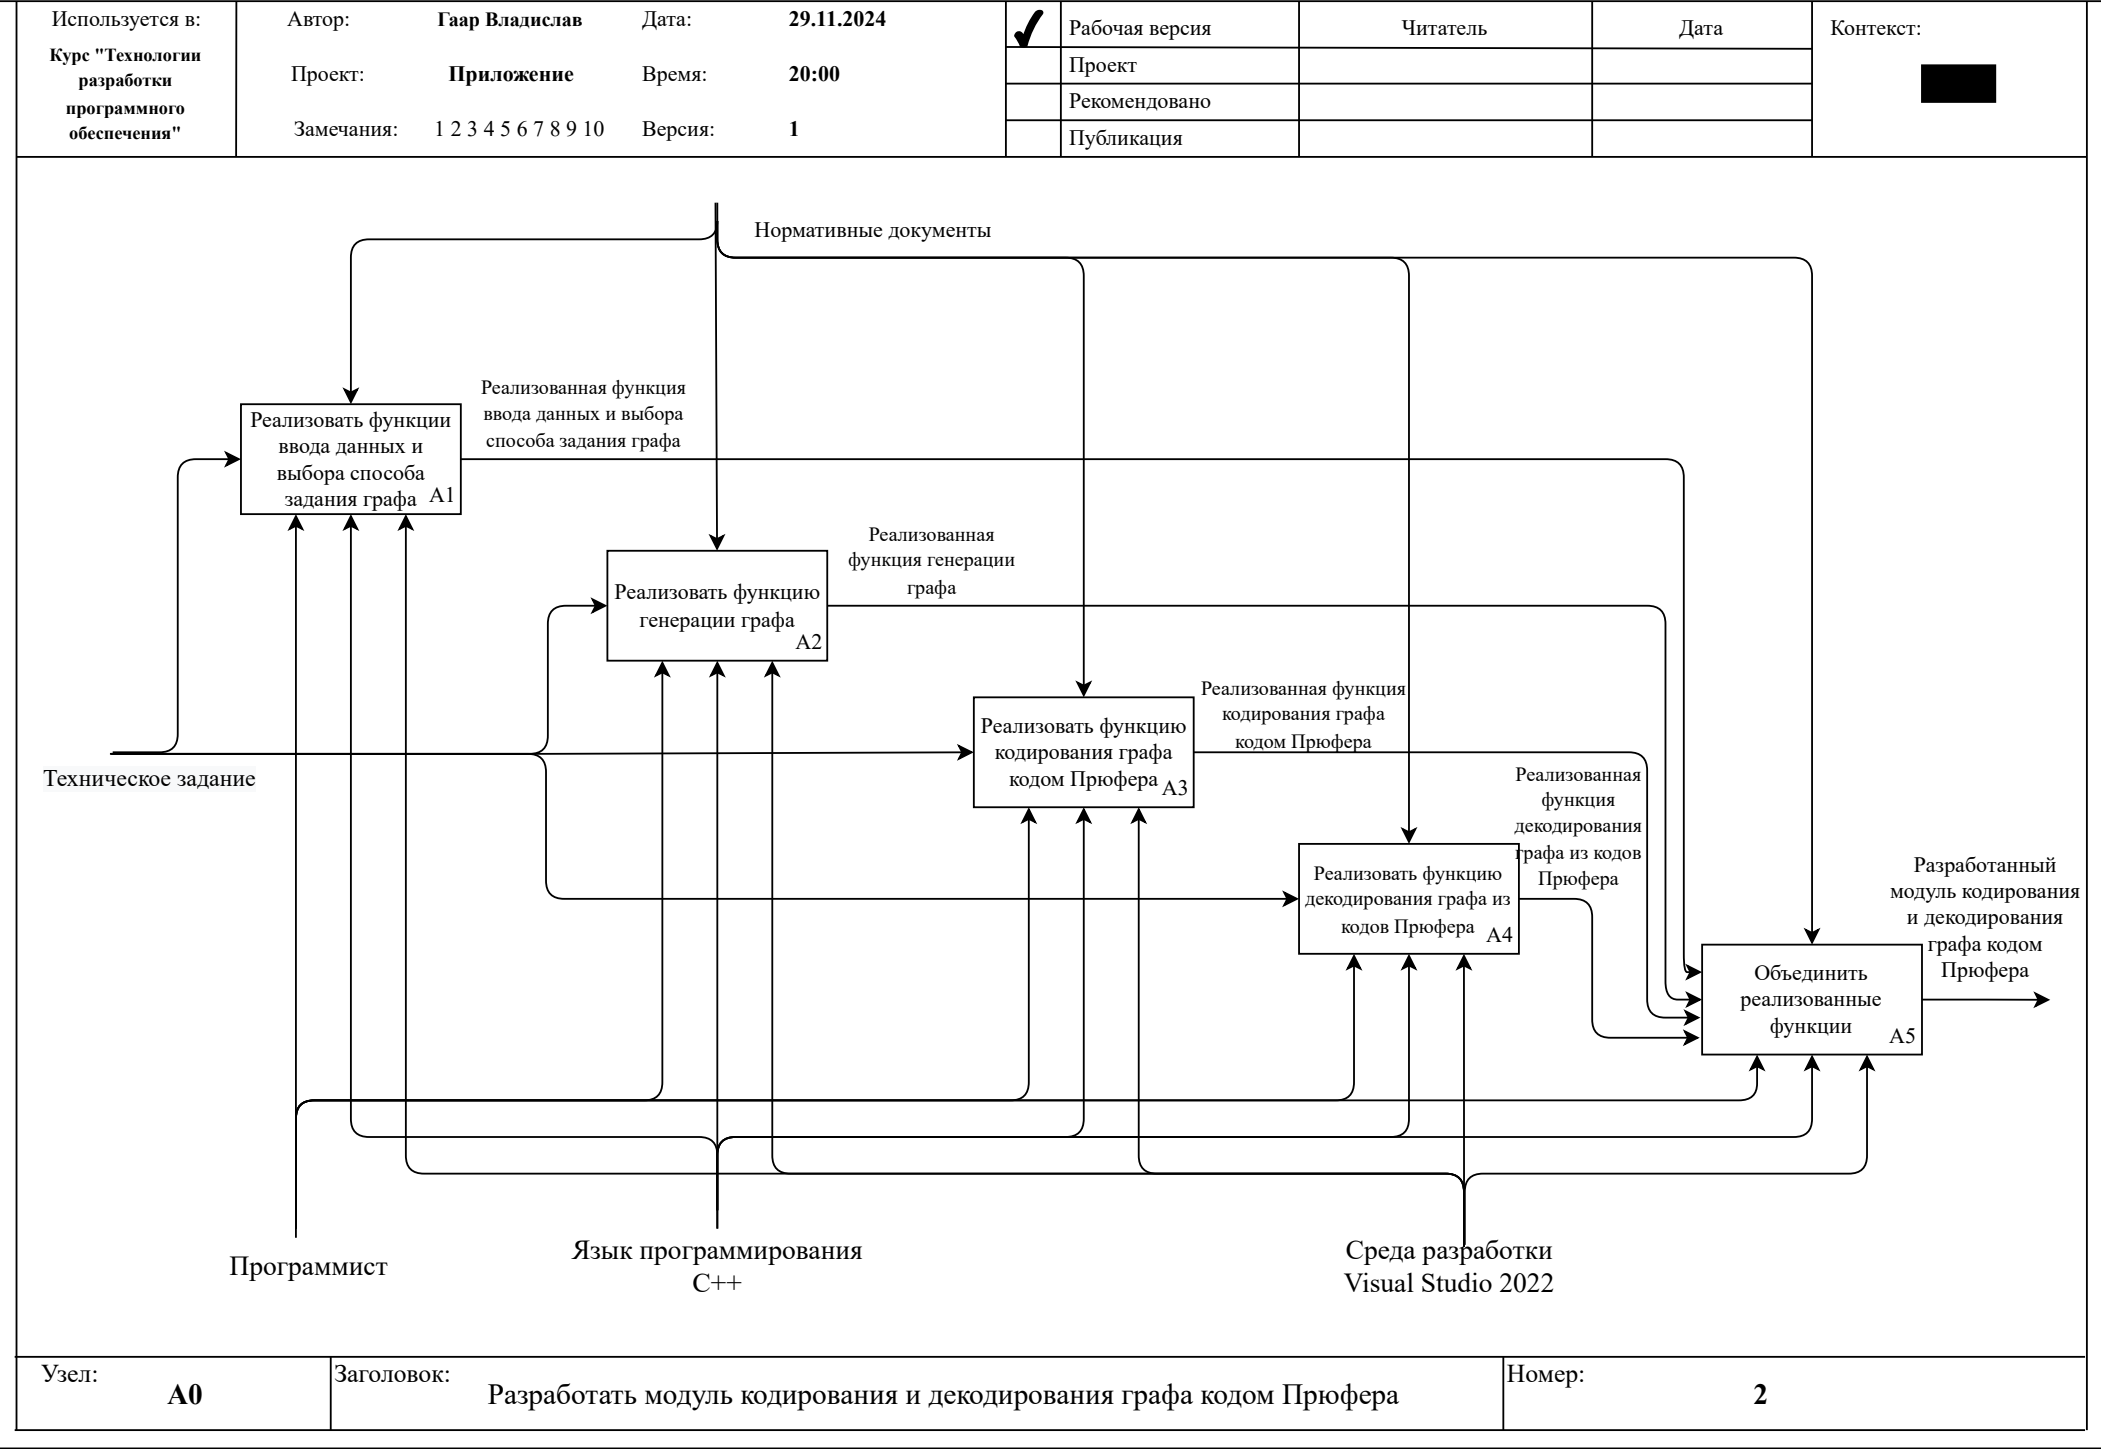 Используется в:
Курс "Технологии
разработки
программного
обеспечения"
Автор: Гаар Владислав Дата: 29.11.2024
Проект: Приложение Время: 20:00
Замечания: 1 2 3 4 5 6 7 8 9 10 Версия: 1
Рабочая версия Читатель Дата
Проект
Рекомендовано
Публикация
Контекст:
Нормативные документы
Реализованная функция
ввода данных и выбора
способа задания графа
Реализовать функции
ввода данных и
выбора способа
задания графа A1
Реализованная
функция генерации
графа
Реализовать функцию
генерации графа
A2
Реализованная функция
кодирования графа
кодом Прюфера
Реализовать функцию
кодирования графа
кодом Прюфера A3
Техническое задание
Реализованная
функция
декодирования
графа из кодов
Прюфера
Реализовать функцию
декодирования графа из
кодов Прюфера A4
Разработанный
модуль кодирования
и декодирования
графа кодом
Прюфера
Объединить
реализованные
функции
A5
Программист
Язык программирования
C++
Среда разработки
Visual Studio 2022
Узел: A0
Заголовок: Разработать модуль кодирования и декодирования графа кодом Прюфера
Номер: 2